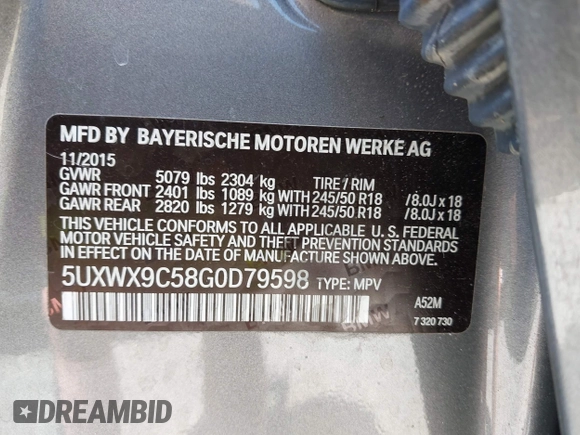 MFD BY BAYERISCHE MOTOREN WERKE AG
11/2015
GVWR 5079 lbs 2304 kg TIRE / RIM
GAWR FRONT 2401 lbs 1089 kg WITH 245/50 R18 / 8.0J x 18
GAWR REAR 2820 lbs 1279 kg WITH 245/50 R18 / 8.0J x 18
THIS VEHICLE CONFORMS TO ALL APPLICABLE U. S. FEDERAL
MOTOR VEHICLE SAFETY AND THEFT PREVENTION STANDARDS
IN EFFECT ON THE DATE OF MANUFACTURE SHOWN ABOVE.
5UXWX9C58G0D79598 TYPE: MPV A52M
7 320 730
DREAMBID